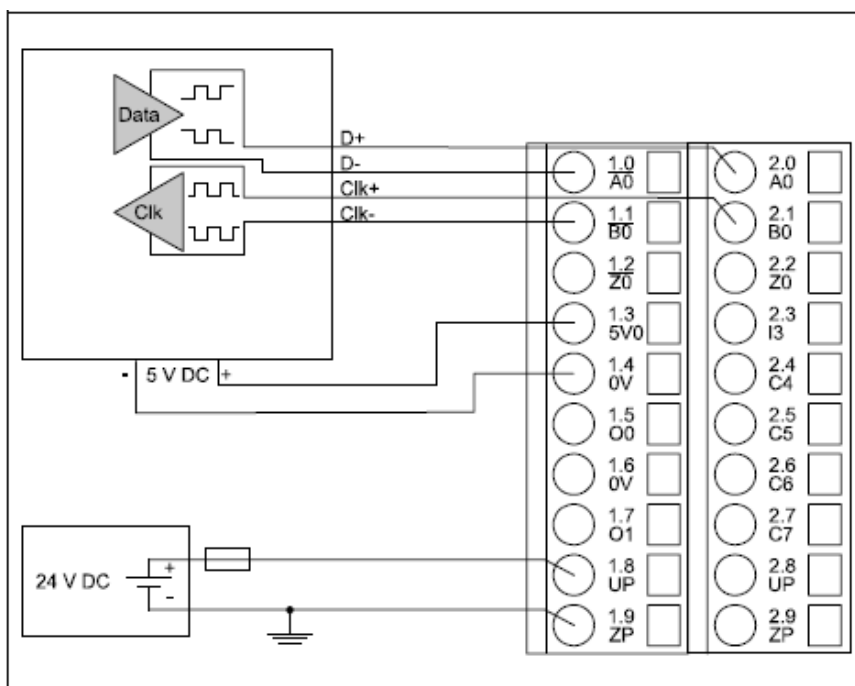 Data
D+
D-
Clk+
Clk-
Clk
- 5 V DC +
24 V DC
+
-
1.0
A̅0̅
1.1
B̅0̅
1.2
Z̅0̅
1.3
5V0
1.4
0V
1.5
O0
1.6
0V
1.7
O1
1.8
UP
1.9
ZP
2.0
A0
2.1
B0
2.2
Z0
2.3
I3
2.4
C4
2.5
C5
2.6
C6
2.7
C7
2.8
UP
2.9
ZP